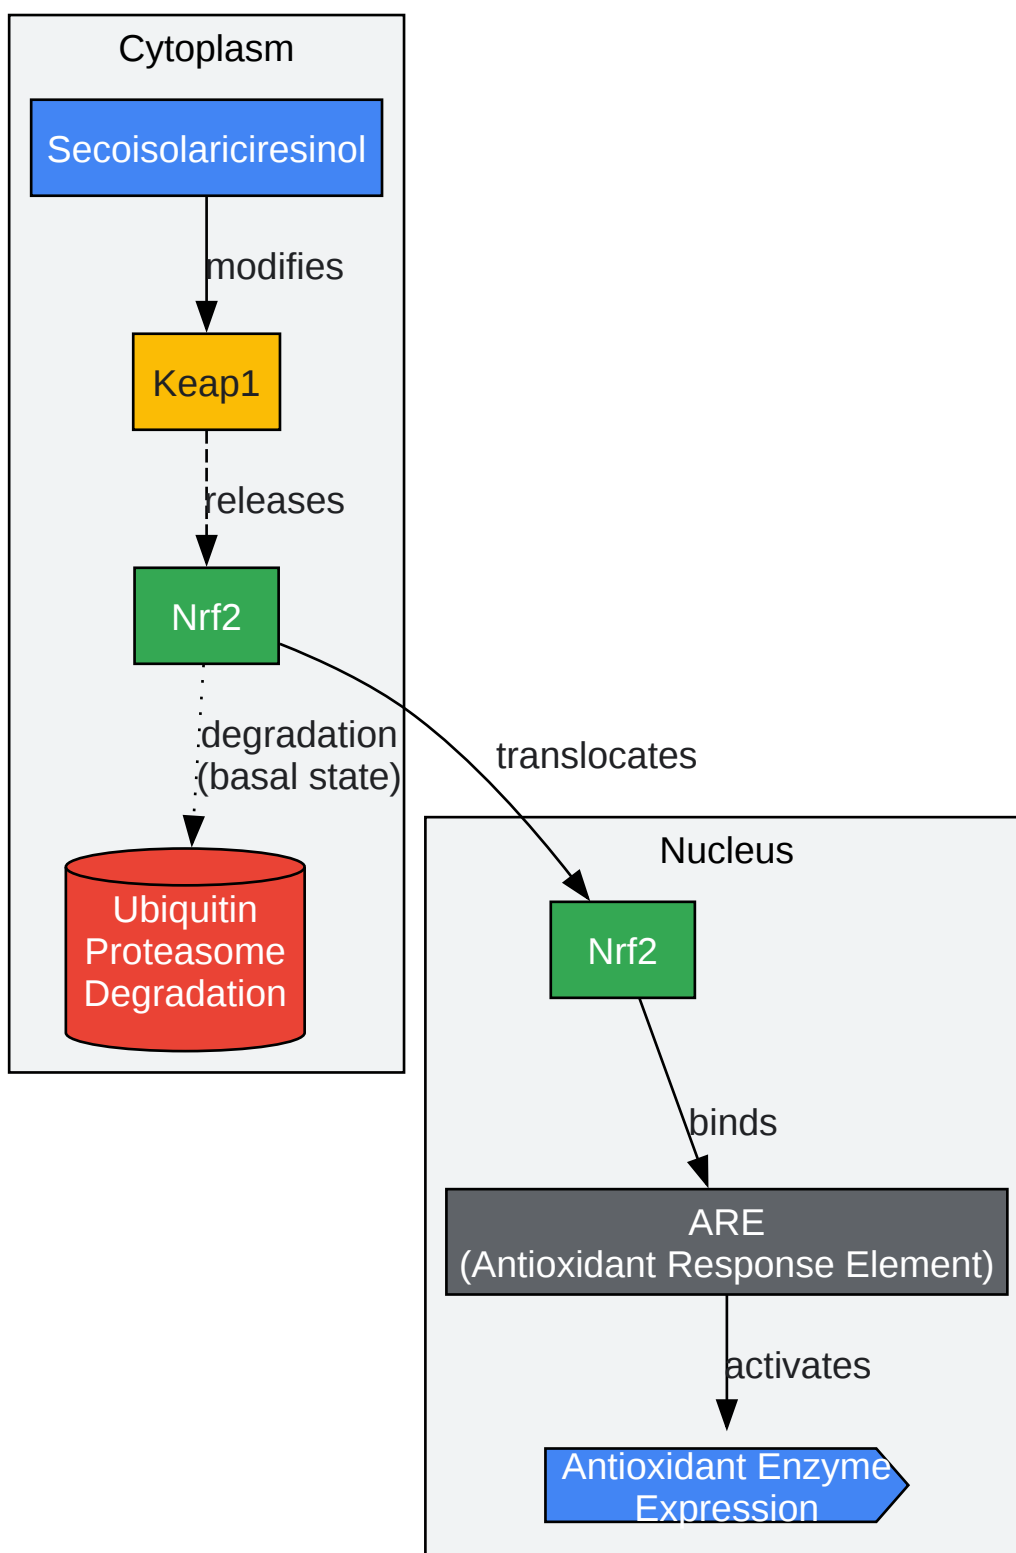 Cytoplasm
Secoisolariciresinol
modifies
Keap1
releases
Nrf2
degradation
(basal state)
translocates
Ubiquitin
Proteasome
Degradation
Nucleus
Nrf2
binds
ARE
(Antioxidant Response Element)
activates
Antioxidant Enzyme
Expression